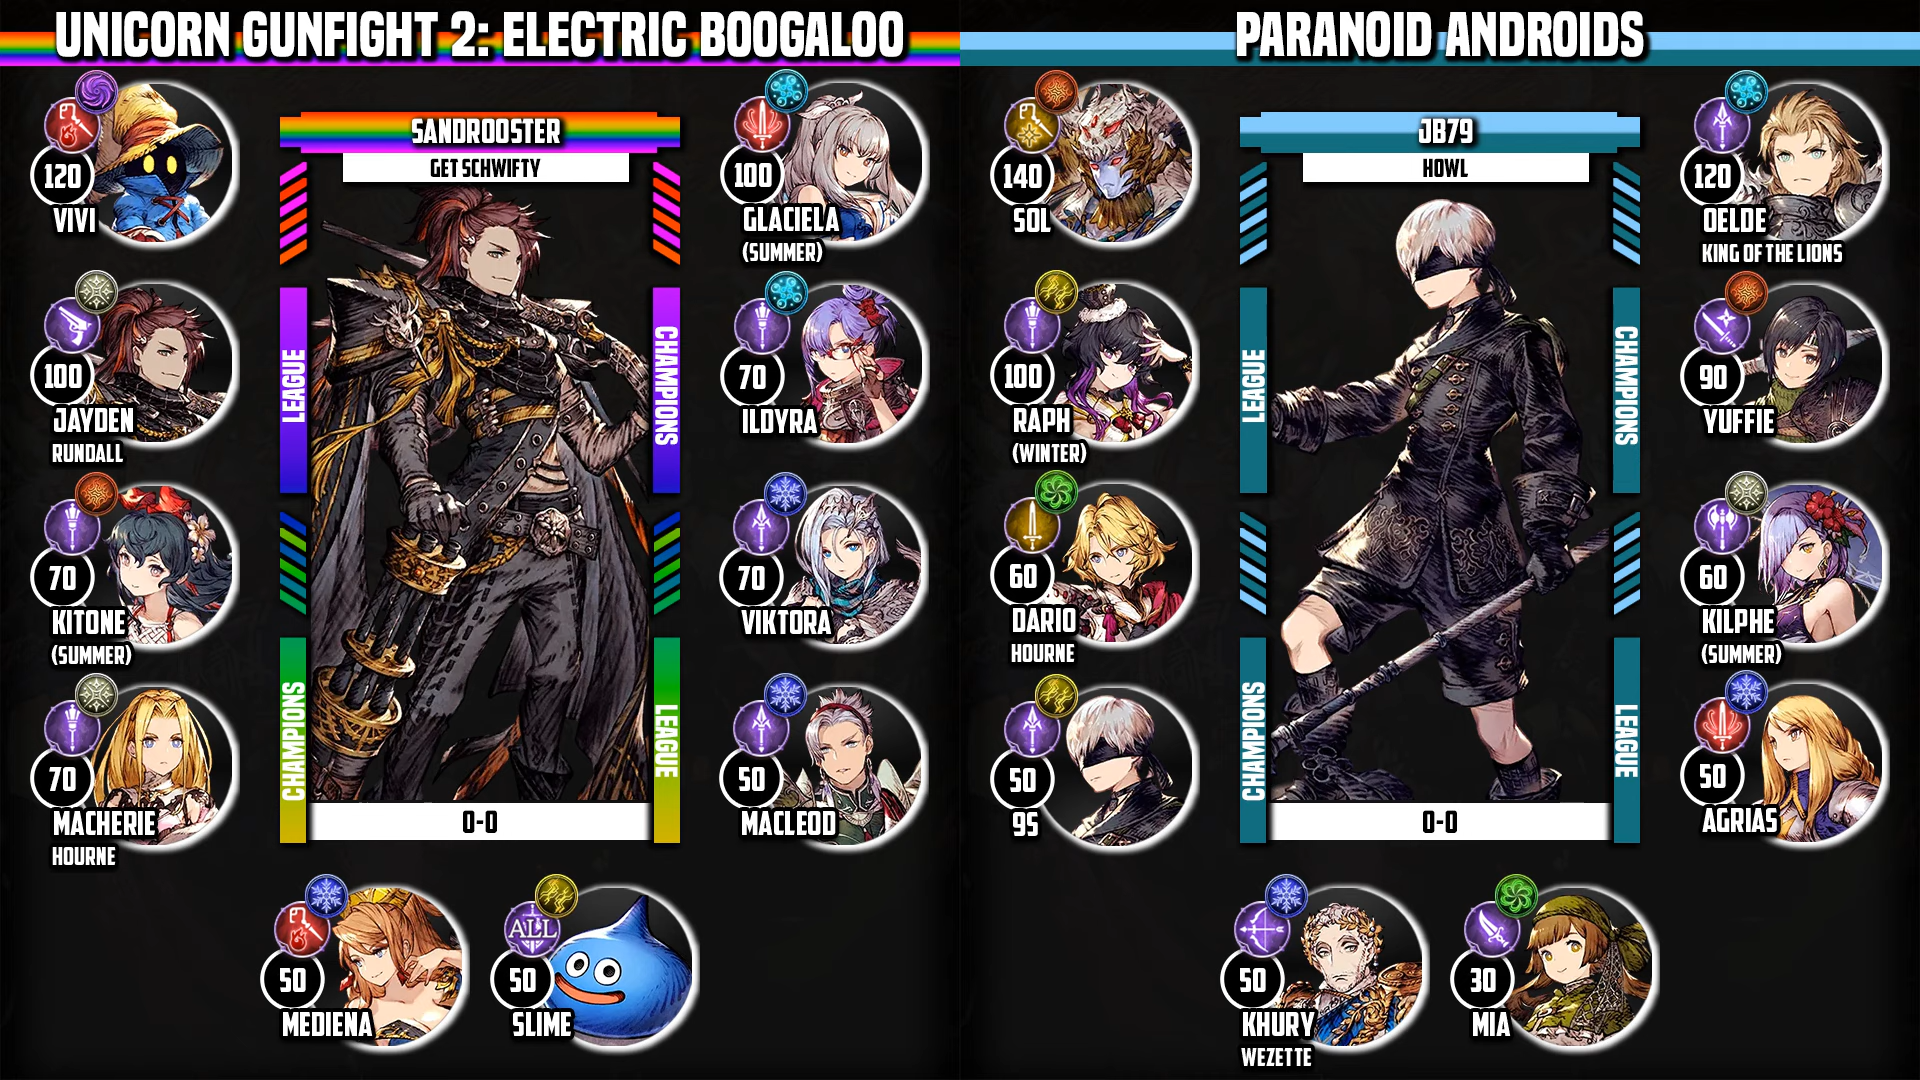 UNICORN GUNFIGHT 2: ELECTRIC BOOGALOO
120
VIVI
100
JAYDEN
RUNDALL
70
KITONE
(SUMMER)
70
MACHERIE
HOURNE
SANDROOSTER
GET SCHWIFTY
LEAGUE
CHAMPIONS
CHAMPIONS
LEAGUE
0-0
100
GLACIELA
(SUMMER)
70
ILDYRA
70
VIKTORA
50
MACLEOD
50
MEDIENA
ALL
50
SLIME
PARANOID ANDROIDS
140
SOL
100
RAPH
(WINTER)
60
DARIO
HOURNE
50
9S
JB79
HOWL
LEAGUE
CHAMPIONS
CHAMPIONS
LEAGUE
0-0
120
OELDE
KING OF THE LIONS
90
YUFFIE
60
KILPHE
(SUMMER)
50
AGRIAS
50
KHURY
WEZETTE
30
MIA